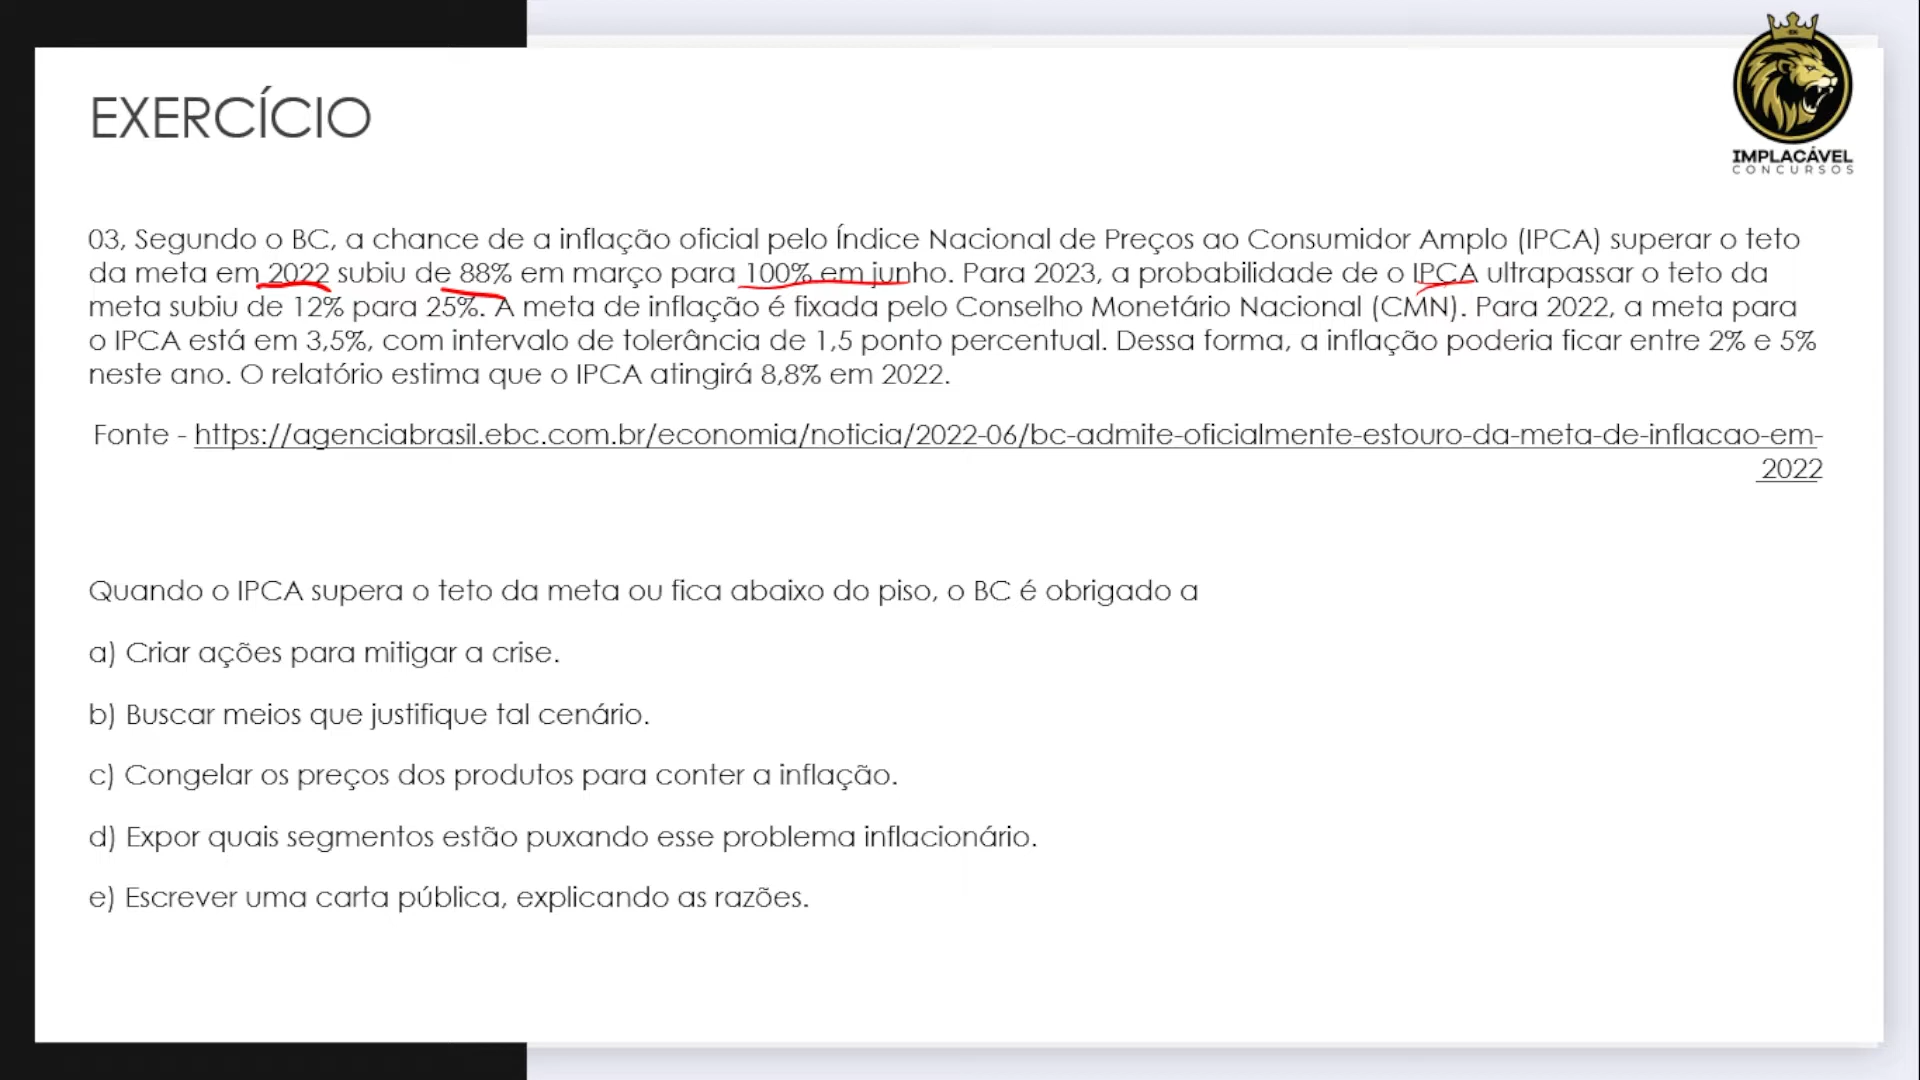 EXERCÍCIO
IMPLACÁVEL
CONCURSOS
03, Segundo o BC, a chance de a inflação oficial pelo Índice Nacional de Preços ao Consumidor Amplo (IPCA) superar o teto
da meta em 2022 subiu de 88% em março para 100% em junho. Para 2023, a probabilidade de o IPCA ultrapassar o teto da
meta subiu de 12% para 25%. A meta de inflação é fixada pelo Conselho Monetário Nacional (CMN). Para 2022, a meta para
o IPCA está em 3,5%, com intervalo de tolerância de 1,5 ponto percentual. Dessa forma, a inflação poderia ficar entre 2% e 5%
neste ano. O relatório estima que o IPCA atingirá 8,8% em 2022.
Fonte - https://agenciabrasil.ebc.com.br/economia/noticia/2022-06/bc-admite-oficialmente-estouro-da-meta-de-inflacao-em-
2022
Quando o IPCA supera o teto da meta ou fica abaixo do piso, o BC é obrigado a
a) Criar ações para mitigar a crise.
b) Buscar meios que justifique tal cenário.
c) Congelar os preços dos produtos para conter a inflação.
d) Expor quais segmentos estão puxando esse problema inflacionário.
e) Escrever uma carta pública, explicando as razões.